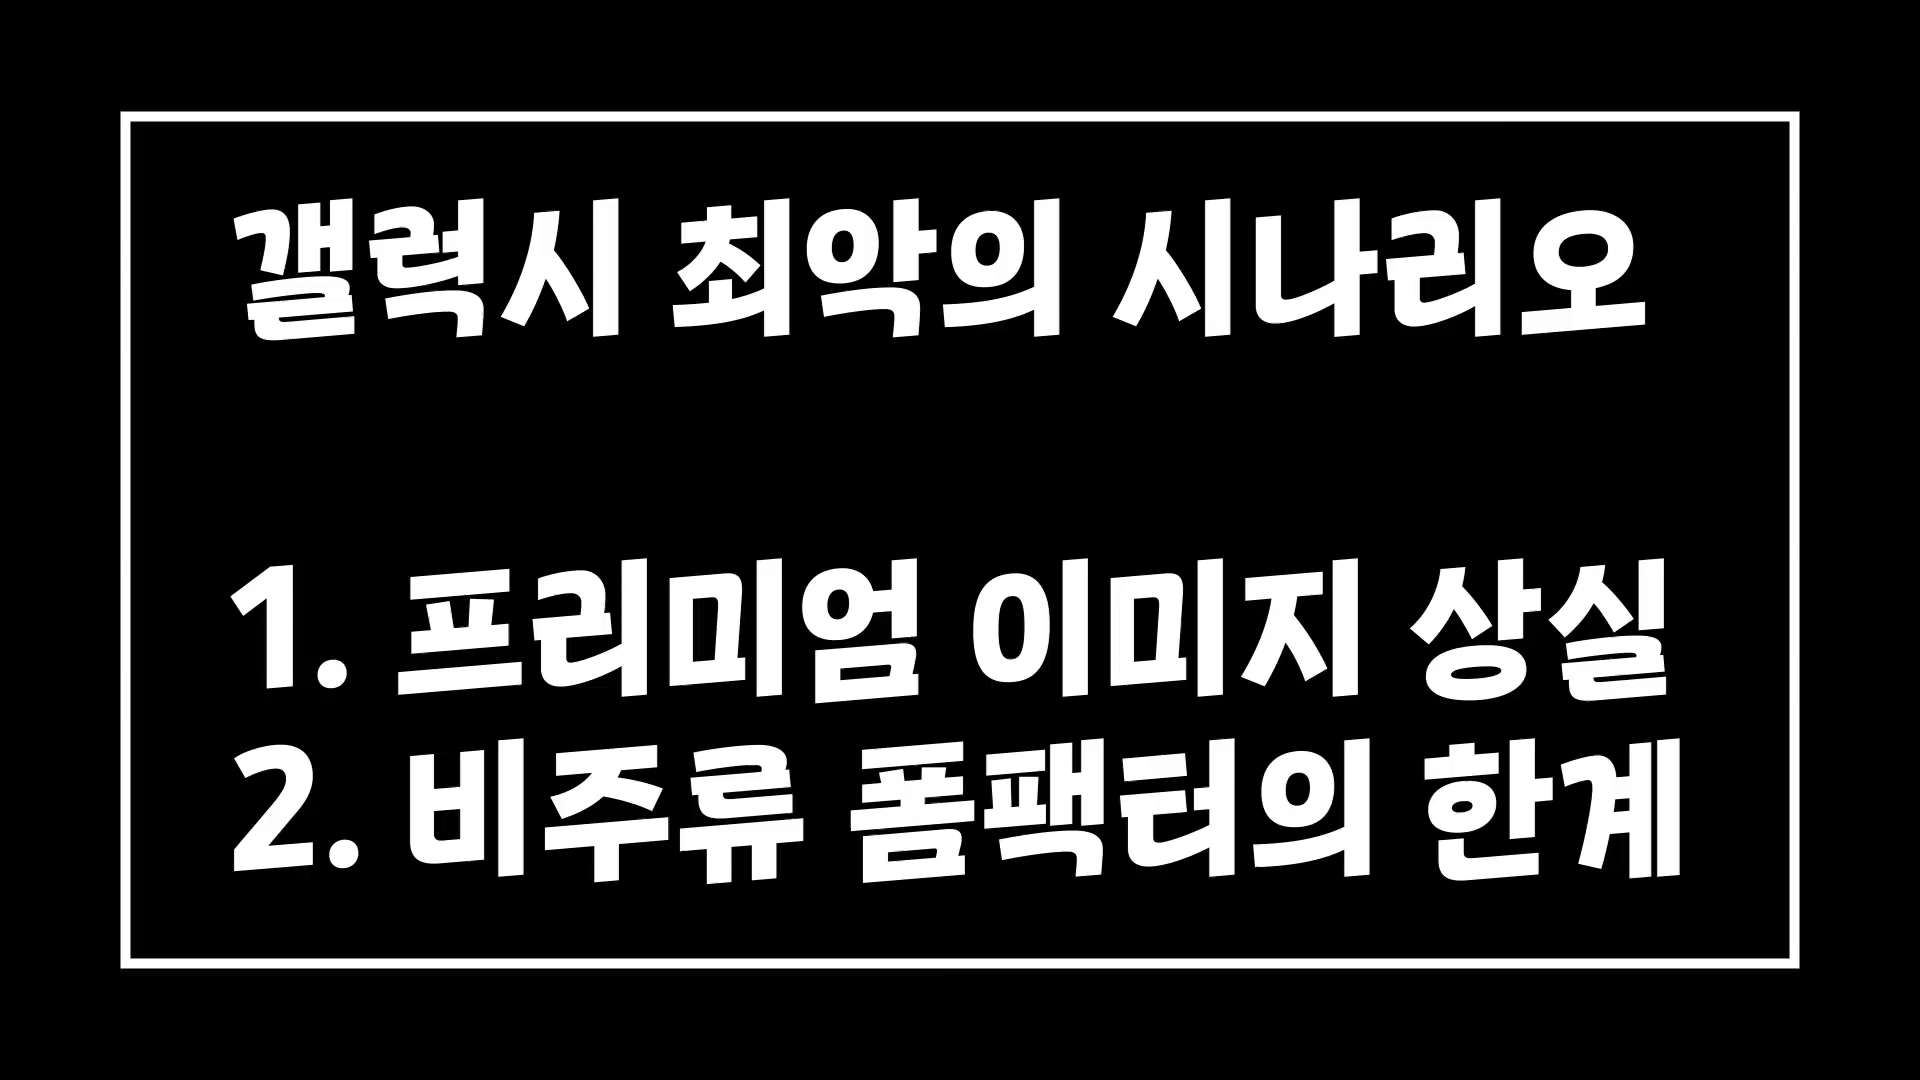 갤럭시 최악의 시나리오
1. 프리미엄 이미지 상실
2. 비주류 폼팩터의 한계